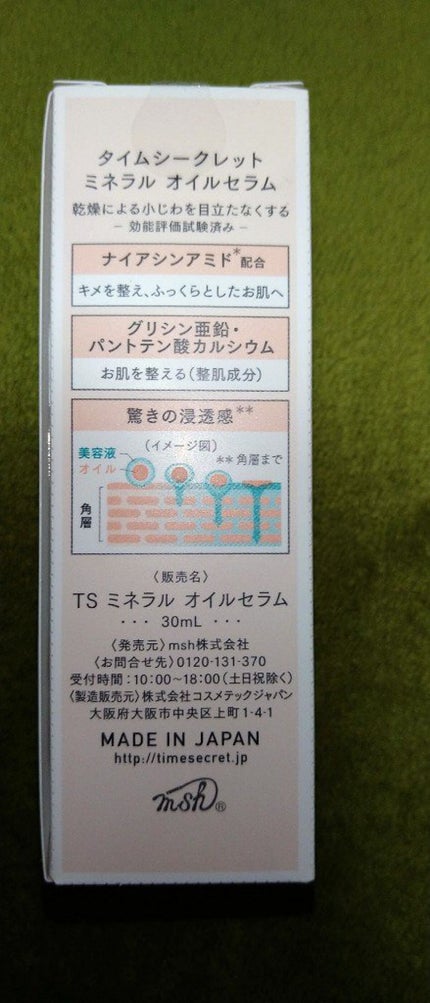 タイムシークレット
ミネラル オイルセラム
乾燥による小じわを目立たなくする
– 効能評価試験済み –
ナイアシンアミド*配合
キメを整え、ふっくらとしたお肌へ
グリシン亜鉛・
パントテン酸カルシウム
お肌を整える(整肌成分)
驚きの浸透感**
(イメージ図)
美容液
オイル
**角層まで
角層
〈販売名〉
TS ミネラル オイルセラム
··· 30mL ···
〈発売元〉msh株式会社
〈お問合せ先〉0120-131-370
受付時間:10:00~18:00(土日祝除く)
〈製造販売元〉株式会社コスメテックジャパン
大阪府大阪市中央区上町1-4-1
MADE IN JAPAN
http://timesecret.jp
msh®